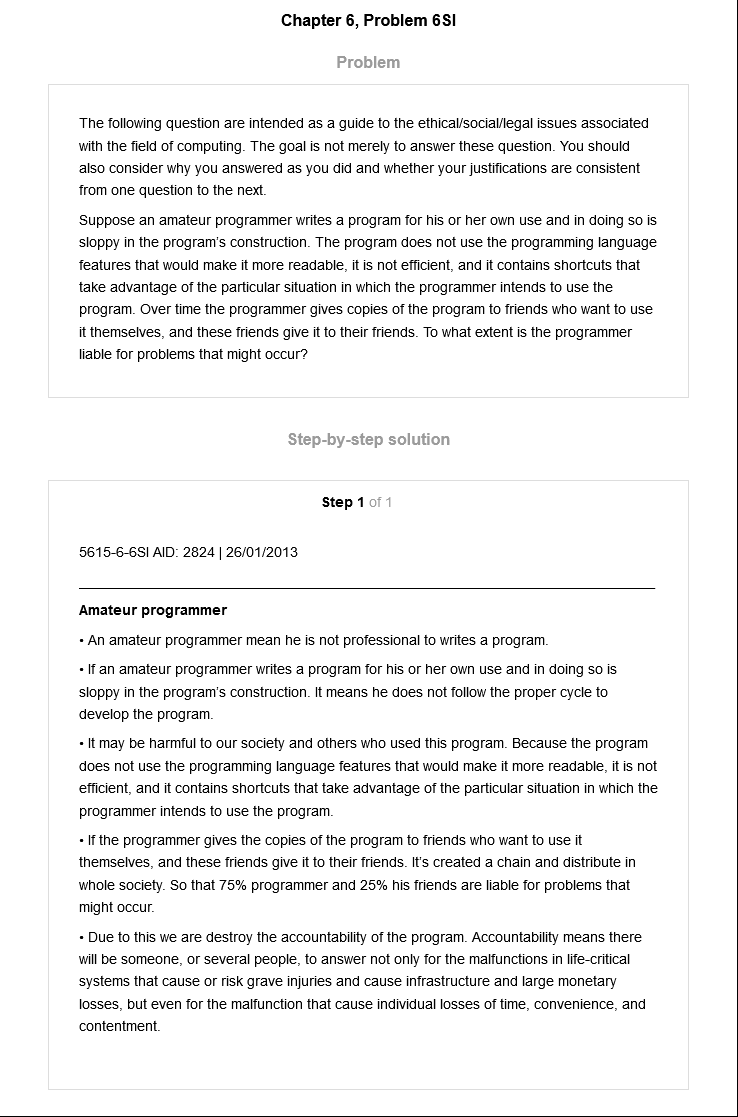 Chapter 6, Problem 6SI
Problem
The following question are intended as a guide to the ethical/social/legal issues associated
with the field of computing. The goal is not merely to answer these question. You should
also consider why you answered as you did and whether your justifications are consistent
from one question to the next.
Suppose an amateur programmer writes a program for his or her own use and in doing so is
sloppy in the program's construction. The program does not use the programming language
features that would make it more readable, it is not efficient, and it contains shortcuts that
take advantage of the particular situation in which the programmer intends to use the
program. Over time the programmer gives copies of the program to friends who want to use
it themselves, and these friends give it to their friends. To what extent is the programmer
liable for problems that might occur?
Step-by-step solution
Step 1 of 1
5615-6-6SI AID: 2824 | 26/01/2013
Amateur programmer
• An amateur programmer mean he is not professional to writes a program.
• If an amateur programmer writes a program for his or her own use and in doing so is
sloppy in the program's construction. It means he does not follow the proper cycle to
develop the program.
• It may be harmful to our society and others who used this program. Because the program
does not use the programming language features that would make it more readable, it is not
efficient, and it contains shortcuts that take advantage of the particular situation in which the
programmer intends to use the program.
• If the programmer gives the copies of the program to friends who want to use it
themselves, and these friends give it to their friends. It's created a chain and distribute in
whole society. So that 75% programmer and 25% his friends are liable for problems that
might occur.
• Due to this we are destroy the accountability of the program. Accountability means there
will be someone, or several people, to answer not only for the malfunctions in life-critical
systems that cause or risk grave injuries and cause infrastructure and large monetary
losses, but even for the malfunction that cause individual losses of time, convenience, and
contentment.